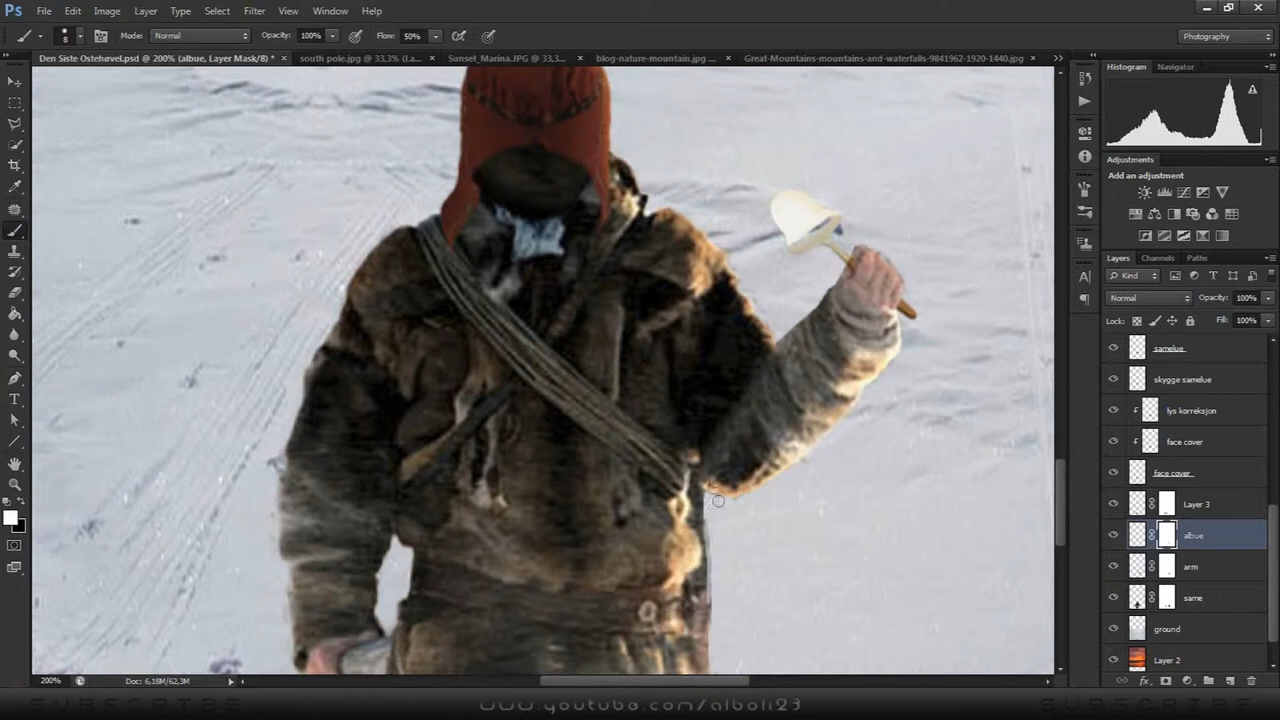 Ps File Edit Image Layer Type Select Filter View Window Help
8 Mode: Normal Opacity: 100% Flow: 50% Photography
Den Siste Ostehøvel.psd @ 200% (albue, Layer Mask/8) * × south pole.jpg @ 33,3% (La... × Sunset_Marina.JPG @ 33,3... × blog-nature-mountain.jpg ... × Great-Mountains-mountains-and-waterfalls-9841962-1920-1440.jpg ×
Histogram Navigator
Adjustments
Add an adjustment
Layers Channels Paths
Kind
Normal Opacity: 100%
Lock: Fill: 100%
samelue
skygge samelue
lys korreksjon
face cover
face cover
Layer 3
albue
arm
same
ground
Layer 2
200% Doc: 6,18M/62,3M
SUBSCRIBE www.youtube.com/alboli23 SUBSCRIBE